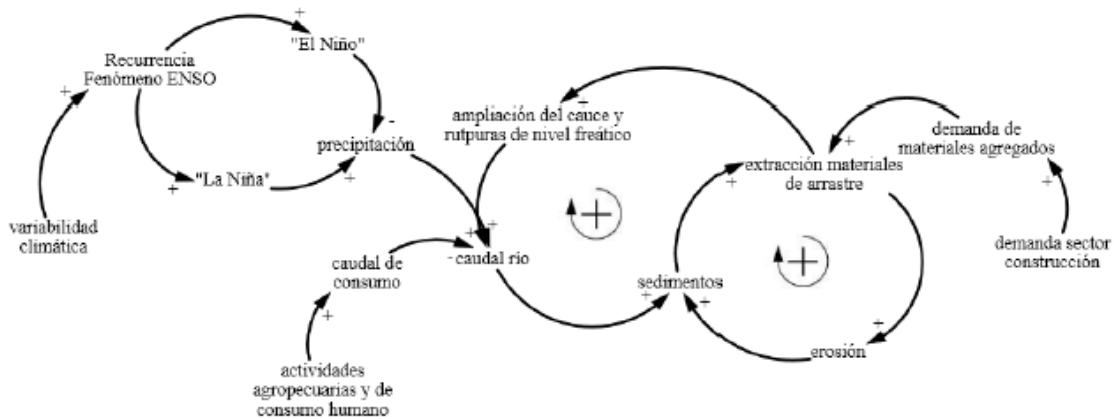 Recurrencia
Fenómeno ENSO
"El Niño"
precipitación
"La Niña"
variabilidad
climática
ampliación del cauce y
rutpuras de nivel freático
demanda de
materiales agregados
extracción materiales
de arrastre
demanda sector
construcción
caudal de
consumo
-caudal río
sedimentos
erosión
actividades
agropecuarias y de
consumo humano